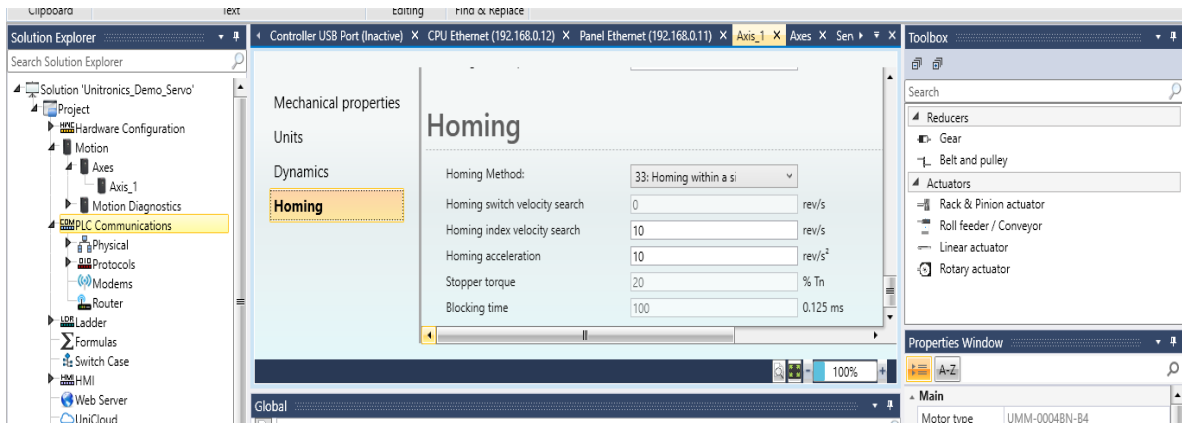 Clipboard Text Editing Find & Replace
Solution Explorer
Search Solution Explorer
Solution 'Unitronics_Demo_Servo'
Project
HWC Hardware Configuration
Motion
Axes
Axis_1
Motion Diagnostics
COM PLC Communications
Physical
Protocols
Modems
Router
LDR Ladder
Formulas
Switch Case
HMI HMI
Web Server
UniCloud
Controller USB Port (Inactive) X CPU Ethernet (192.168.0.12) X Panel Ethernet (192.168.0.11) X Axis_1 X Axes X Sen
Mechanical properties
Units
Dynamics
Homing
Homing
Homing Method: 33: Homing within a si
Homing switch velocity search 0 rev/s
Homing index velocity search 10 rev/s
Homing acceleration 10 rev/s²
Stopper torque 20 % Tn
Blocking time 100 0.125 ms
- 100% +
Global
Toolbox
Search
Reducers
Gear
Belt and pulley
Actuators
Rack & Pinion actuator
Roll feeder / Conveyor
Linear actuator
Rotary actuator
Properties Window
A-Z
Main
Motor type UMM-0004BN-B4